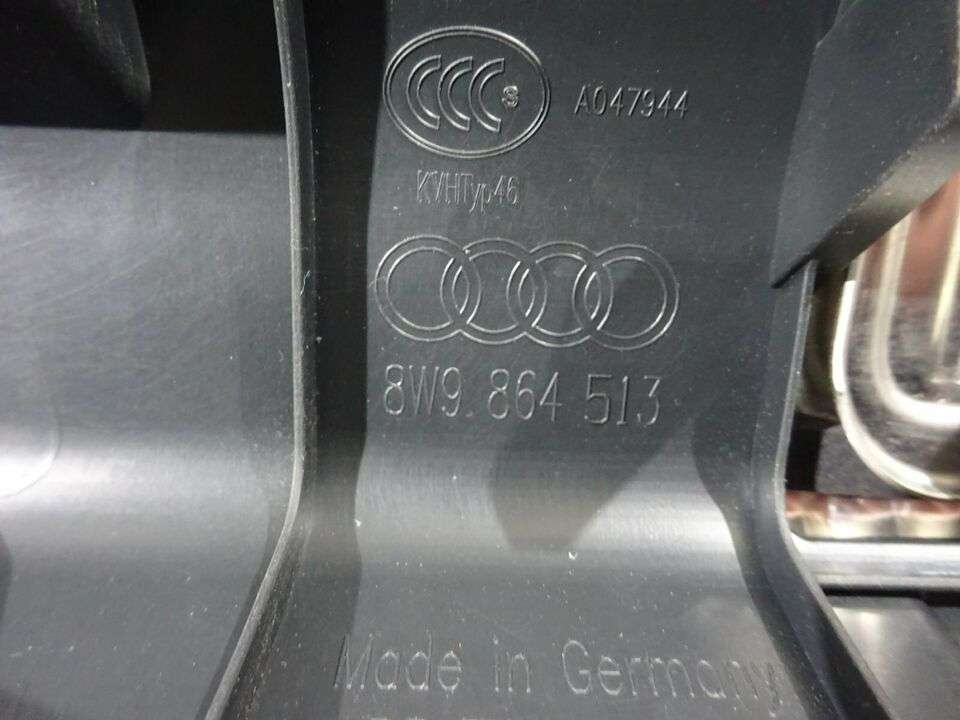 CCC S A047944
KVHTyp46
8W9 864 513
Made in Germany